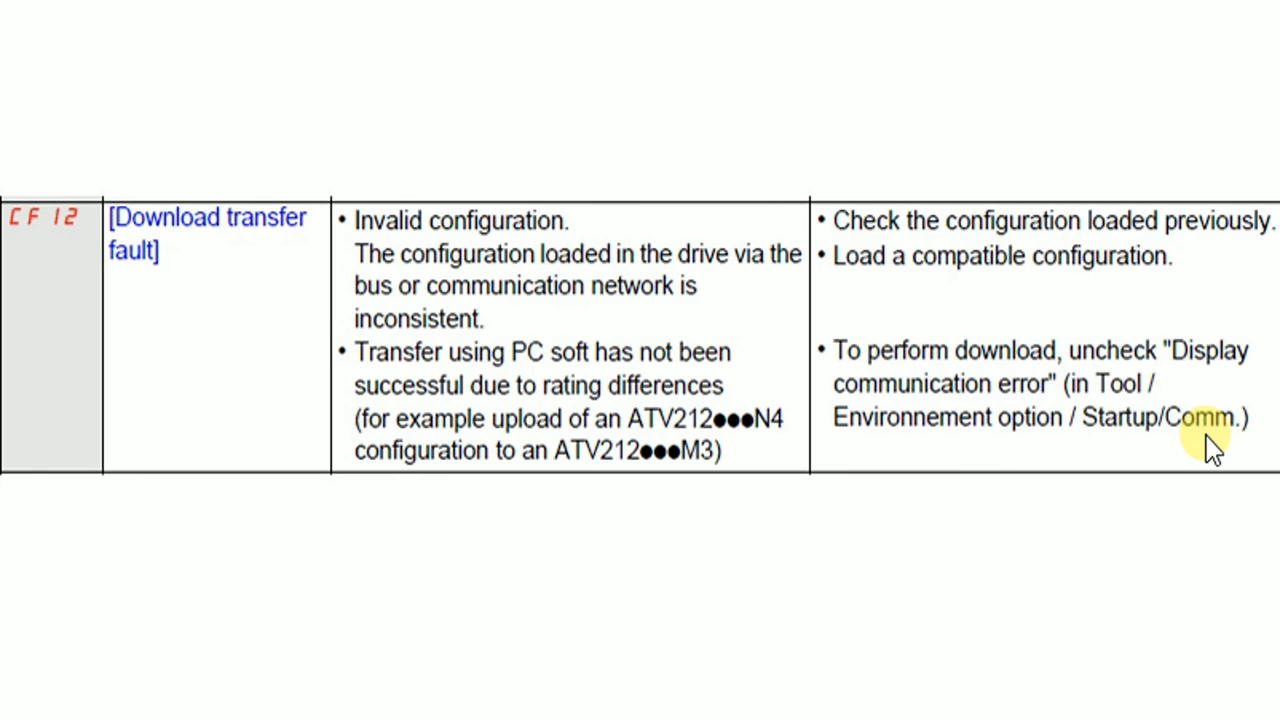 CF12
[Download transfer
fault]
• Invalid configuration.
The configuration loaded in the drive via the
bus or communication network is
inconsistent.
• Transfer using PC soft has not been
successful due to rating differences
(for example upload of an ATV212●●●N4
configuration to an ATV212●●●M3)
• Check the configuration loaded previously.
• Load a compatible configuration.
• To perform download, uncheck "Display
communication error" (in Tool /
Environnement option / Startup/Comm.)